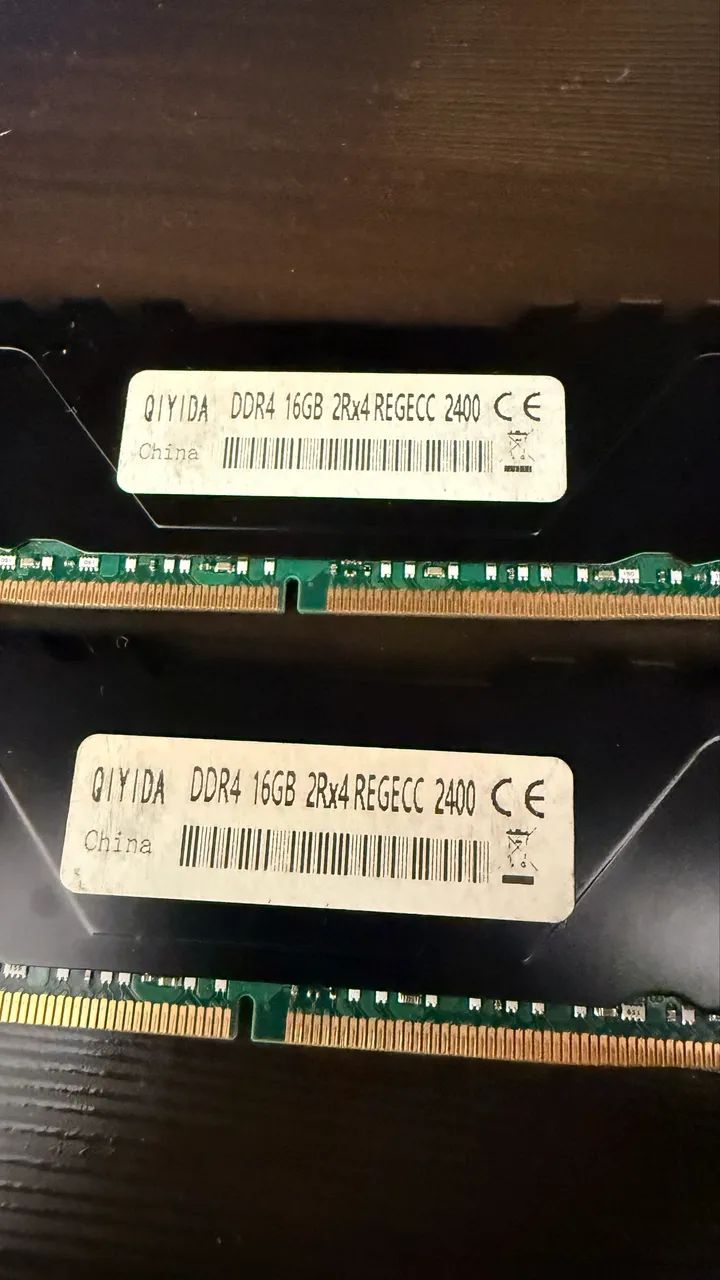 QIYIDA DDR4 16GB 2Rx4 REGECC 2400 CE
China
QIYIDA DDR4 16GB 2Rx4 REGECC 2400 CE
China